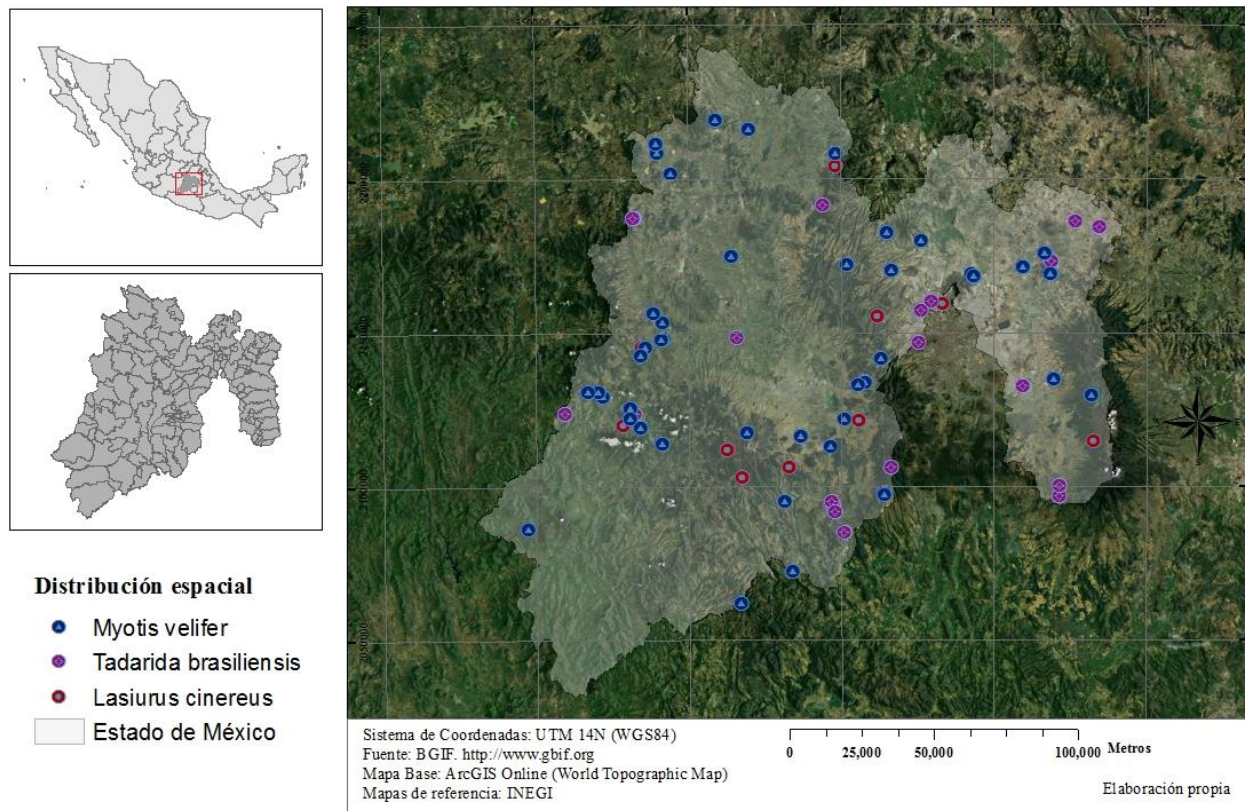 Distribución espacial
Myotis velifer
Tadarida brasiliensis
Lasiurus cinereus
Estado de México
Sistema de Coordenadas: UTM 14N (WGS84)
Fuente: BGIF. http://www.gbif.org
Mapa Base: ArcGIS Online (World Topographic Map)
Mapas de referencia: INEGI
0 25,000 50,000 100,000 Metros
Elaboración propia